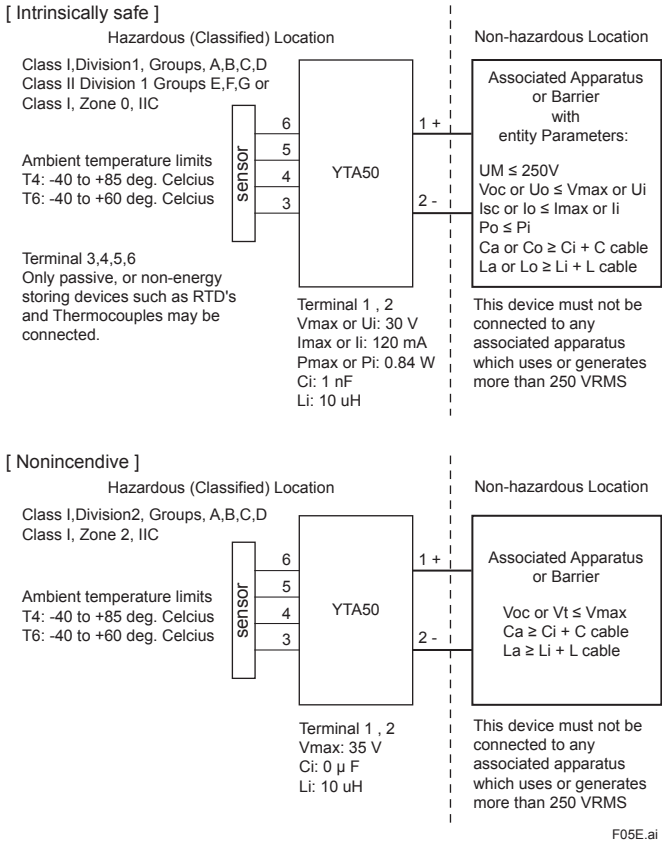 [ Intrinsically safe ]
Hazardous (Classified) Location
Non-hazardous Location
Class I,Division1, Groups, A,B,C,D
Class II Division 1 Groups E,F,G or
Class I, Zone 0, IIC
Ambient temperature limits
T4: -40 to +85 deg. Celcius
T6: -40 to +60 deg. Celcius
Terminal 3,4,5,6
Only passive, or non-energy
storing devices such as RTD's
and Thermocouples may be
connected.
sensor
6
5
4
3
YTA50
1 +
2 -
Terminal 1 , 2
Vmax or Ui: 30 V
Imax or Ii: 120 mA
Pmax or Pi: 0.84 W
Ci: 1 nF
Li: 10 uH
Associated Apparatus
or Barrier
with
entity Parameters:
UM ≤ 250V
Voc or Uo ≤ Vmax or Ui
Isc or Io ≤ Imax or Ii
Po ≤ Pi
Ca or Co ≥ Ci + C cable
La or Lo ≥ Li + L cable
This device must not be
connected to any
associated apparatus
which uses or generates
more than 250 VRMS
[ Nonincendive ]
Hazardous (Classified) Location
Non-hazardous Location
Class I,Division2, Groups, A,B,C,D
Class I, Zone 2, IIC
Ambient temperature limits
T4: -40 to +85 deg. Celcius
T6: -40 to +60 deg. Celcius
sensor
6
5
4
3
YTA50
1 +
2 -
Terminal 1 , 2
Vmax: 35 V
Ci: 0 µ F
Li: 10 uH
Associated Apparatus
or Barrier
Voc or Vt ≤ Vmax
Ca ≥ Ci + C cable
La ≥ Li + L cable
This device must not be
connected to any
associated apparatus
which uses or generates
more than 250 VRMS
F05E.ai